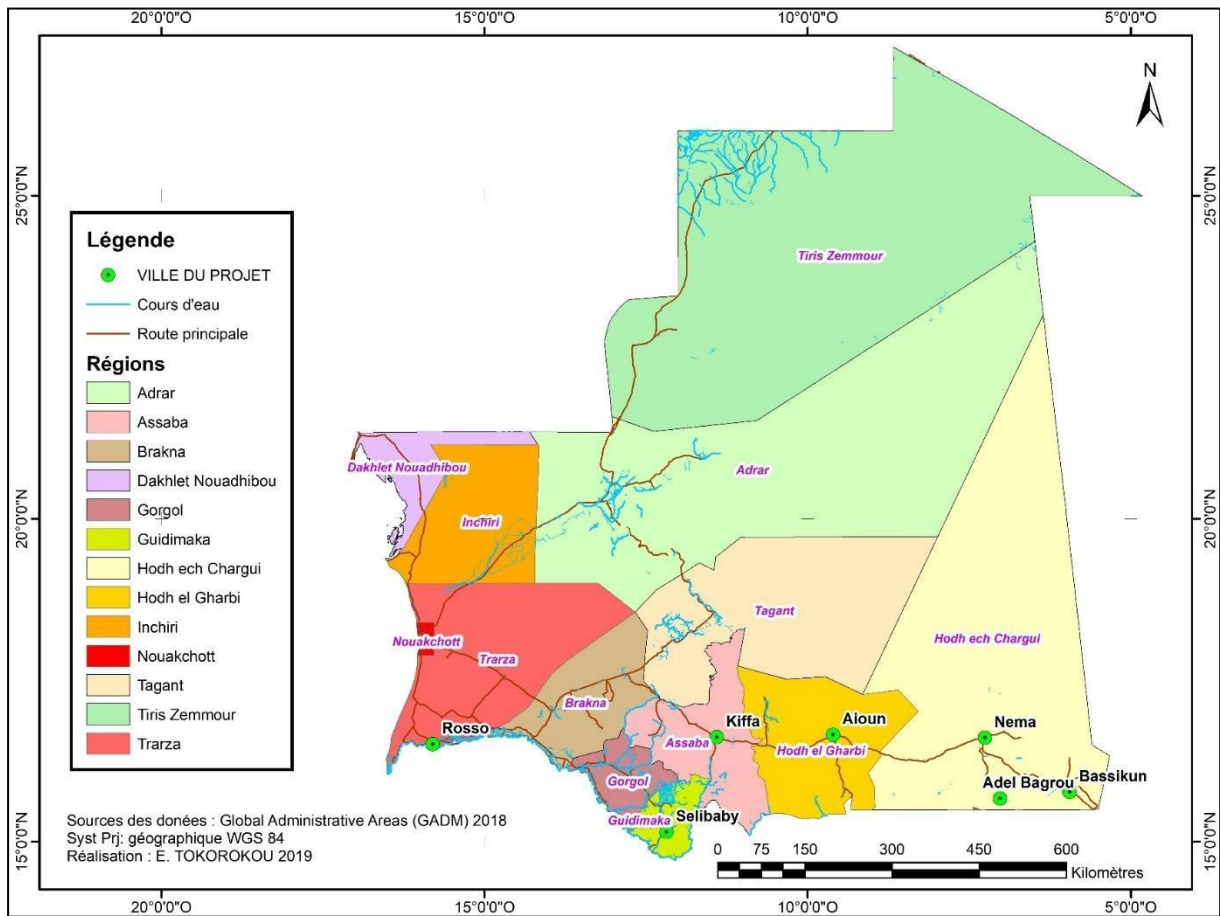 20°0'0"O
15°0'0"O
10°0'0"O
5°0'0"O
N
25°0'0"N
25°0'0"N
20°0'0"N
20°0'0"N
15°0'0"N
15°0'0"N
Légende
VILLE DU PROJET
Cours d'eau
Route principale
Régions
Adrar
Assaba
Brakna
Dakhlet Nouadhibou
Gorgol
Guidimaka
Hodh ech Chargui
Hodh el Gharbi
Inchiri
Nouakchott
Tagant
Tiris Zemmour
Trarza
Tiris Zemmour
Dakhlet Nouadhibou
Adrar
Inchiri
Tagant
Nouakchott
Hodh ech Chargui
Trarza
Brakna
Rosso
Kiffa
Aioun
Nema
Assaba
Hodh el Gharbi
Gorgol
Adel Bagrou
Bassikun
Guidimaka
Selibaby
Sources des donées : Global Administrative Areas (GADM) 2018
Syst Prj: géographique WGS 84
Réalisation : E. TOKOROKOU 2019
0 75 150 300 450 600
Kilomètres
20°0'0"O
15°0'0"O
10°0'0"O
5°0'0"O